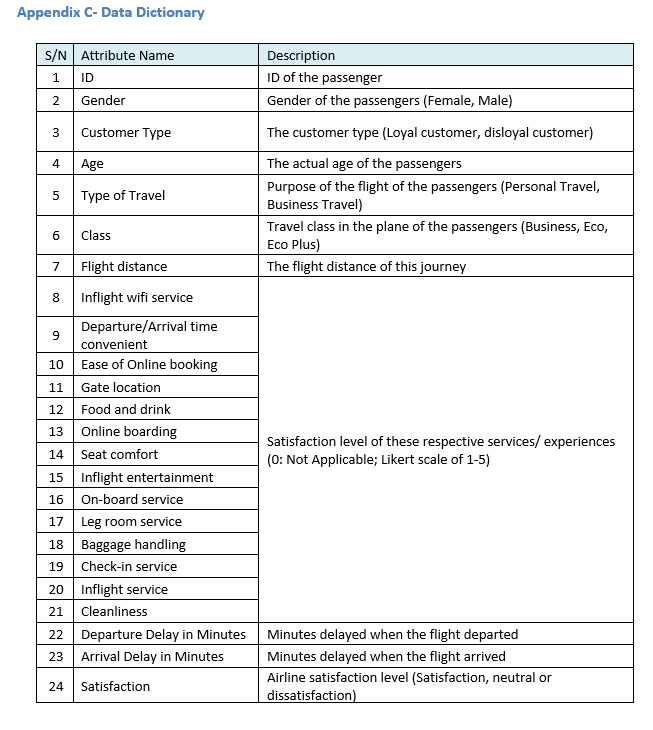 Appendix C- Data Dictionary
S/N Attribute Name Description
1 ID ID of the passenger
2 Gender Gender of the passengers (Female, Male)
3 Customer Type The customer type (Loyal customer, disloyal customer)
4 Age The actual age of the passengers
5 Type of Travel Purpose of the flight of the passengers (Personal Travel,
Business Travel)
6 Class Travel class in the plane of the passengers (Business, Eco,
Eco Plus)
7 Flight distance The flight distance of this journey
8 Inflight wifi service
9 Departure/Arrival time
convenient
10 Ease of Online booking
11 Gate location
12 Food and drink
13 Online boarding
14 Seat comfort
15 Inflight entertainment
16 On-board service
17 Leg room service
18 Baggage handling
19 Check-in service
20 Inflight service
21 Cleanliness
Satisfaction level of these respective services/ experiences
(0: Not Applicable; Likert scale of 1-5)
22 Departure Delay in Minutes Minutes delayed when the flight departed
23 Arrival Delay in Minutes Minutes delayed when the flight arrived
24 Satisfaction Airline satisfaction level (Satisfaction, neutral or
dissatisfaction)